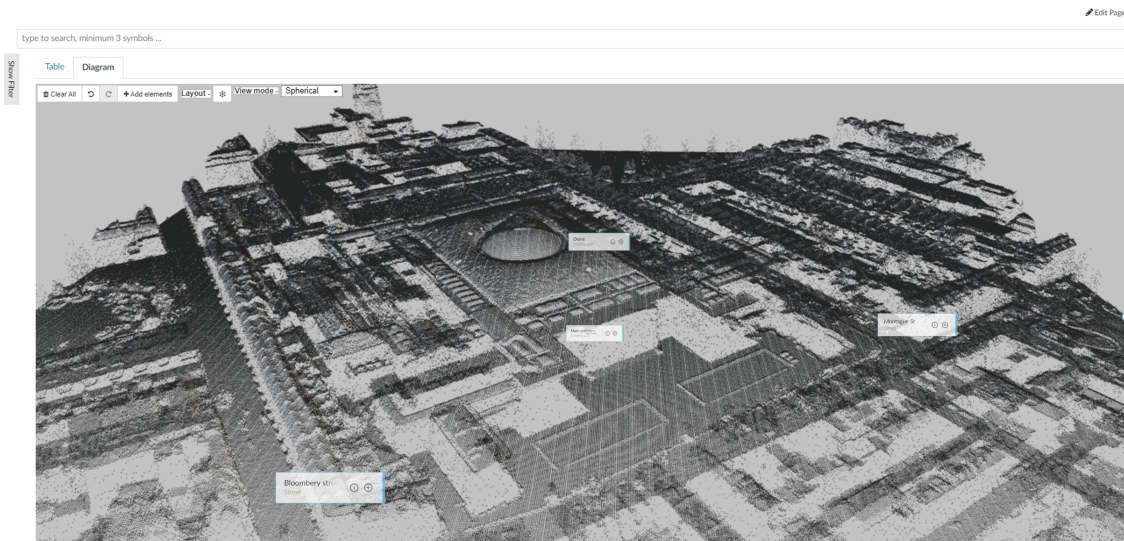 Edit Page
type to search, minimum 3 symbols ...
Show Filter
Table Diagram
Clear All Add elements Layout - View mode - Spherical
Dome
Montague St
Street
Bloombery stri
Street